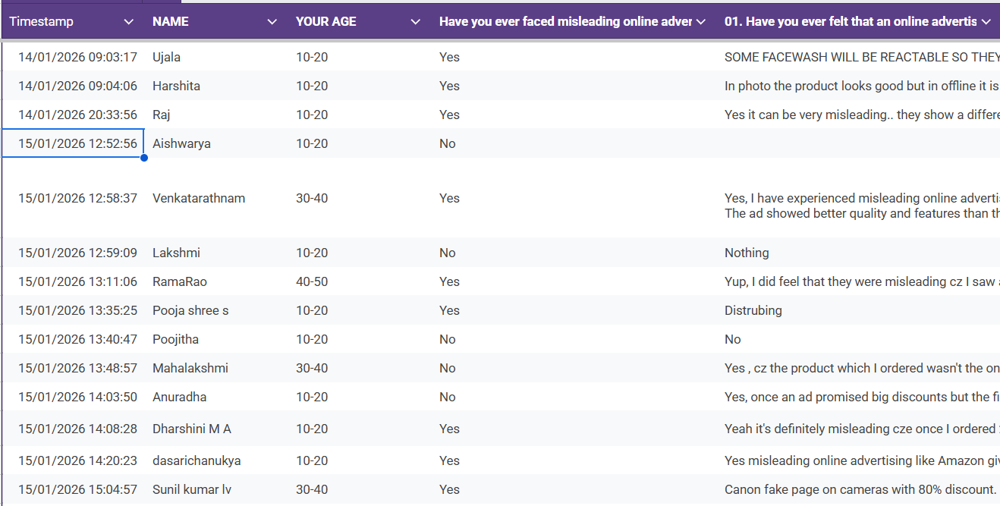 Timestamp NAME YOUR AGE Have you ever faced misleading online adver 01. Have you ever felt that an online advertis
14/01/2026 09:03:17 Ujala 10-20 Yes SOME FACEWASH WILL BE REACTABLE SO THEY
14/01/2026 09:04:06 Harshita 10-20 Yes In photo the product looks good but in offline it is
14/01/2026 20:33:56 Raj 10-20 Yes Yes it can be very misleading.. they show a differe
15/01/2026 12:52:56 Aishwarya 10-20 No
15/01/2026 12:58:37 Venkatarathnam 30-40 Yes Yes, I have experienced misleading online adverti
The ad showed better quality and features than th
15/01/2026 12:59:09 Lakshmi 10-20 No Nothing
15/01/2026 13:11:06 RamaRao 40-50 Yes Yup, I did feel that they were misleading cz I saw
15/01/2026 13:35:25 Pooja shree s 10-20 Yes Distrubing
15/01/2026 13:40:47 Poojitha 10-20 No No
15/01/2026 13:48:57 Mahalakshmi 30-40 No Yes , cz the product which I ordered wasn't the on
15/01/2026 14:03:50 Anuradha 10-20 No Yes, once an ad promised big discounts but the fi
15/01/2026 14:08:28 Dharshini M A 10-20 Yes Yeah it's definitely misleading cze once I ordered
15/01/2026 14:20:23 dasarichanukya 10-20 Yes Yes misleading online advertising like Amazon giv
15/01/2026 15:04:57 Sunil kumar lv 30-40 Yes Canon fake page on cameras with 80% discount.